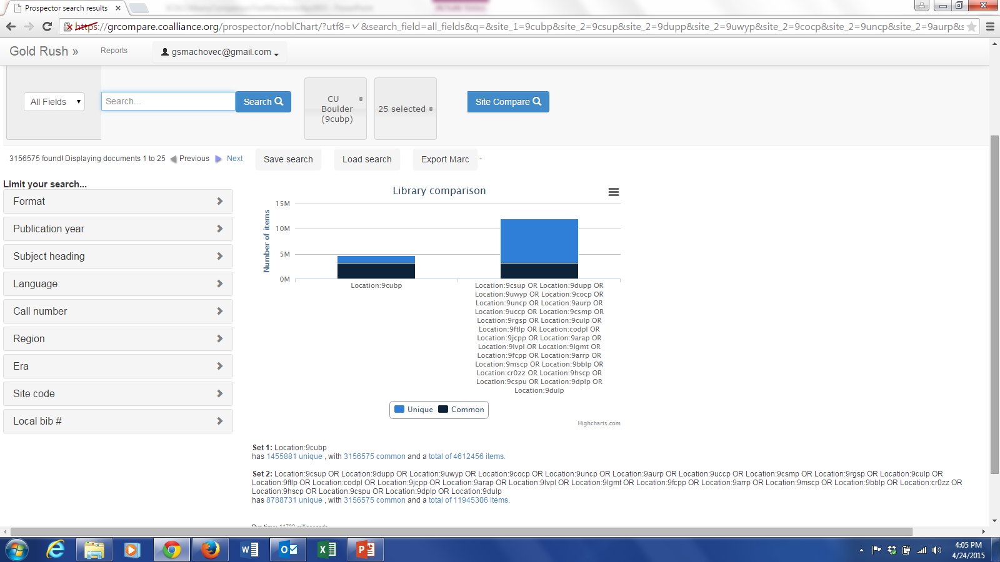 Prospector search results
https://grcompare.coalliance.org/prospector/noblChart/?utf8=✓&search_field=all_fields&q=&site_1=9cubp&site_2=9csup&site_2=9dupp&site_2=9uwyp&site_2=9cocp&site_2=9uncp&site_2=9aurp&s
Gold Rush »
Reports
gsmachovec@gmail.com
All Fields
Search...
Search
CU
Boulder
(9cubp)
25 selected
Site Compare
3156575 found! Displaying documents 1 to 25 Previous Next
Save search
Load search
Export Marc -
Limit your search...
Format
Publication year
Subject heading
Language
Call number
Region
Era
Site code
Local bib #
Library comparison
Number of items
15M
10M
5M
0M
Location:9cubp
Location:9csup OR Location:9dupp OR
Location:9uwyp OR Location:9cocp OR
Location:9uncp OR Location:9aurp OR
Location:9uccp OR Location:9csmp OR
Location:9rgsp OR Location:9culp OR
Location:9ftlp OR Location:codpl OR
Location:9jcpp OR Location:9arap OR
Location:9lvpl OR Location:9lgmt OR
Location:9fcpp OR Location:9arrp OR
Location:9mscp OR Location:9bblp OR
Location:cr0zz OR Location:9hscp OR
Location:9cspu OR Location:9dplp OR
Location:9dulp
Unique Common
Highcharts.com
Set 1: Location:9cubp
has 1455881 unique , with 3156575 common and a total of 4612456 items.
Set 2: Location:9csup OR Location:9dupp OR Location:9uwyp OR Location:9cocp OR Location:9uncp OR Location:9aurp OR Location:9uccp OR Location:9csmp OR Location:9rgsp OR Location:9culp OR
Location:9ftlp OR Location:codpl OR Location:9jcpp OR Location:9arap OR Location:9lvpl OR Location:9lgmt OR Location:9fcpp OR Location:9arrp OR Location:9mscp OR Location:9bblp OR Location:cr0zz OR
Location:9hscp OR Location:9cspu OR Location:9dplp OR Location:9dulp
has 8788731 unique , with 3156575 common and a total of 11945306 items.
4:05 PM
4/24/2015